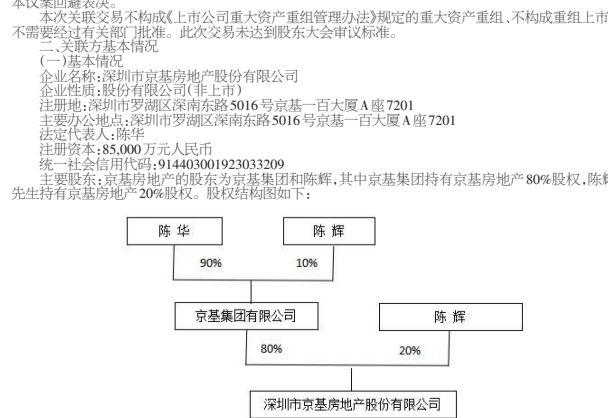 本议案回避表决。
本次关联交易不构成《上市公司重大资产重组管理办法》规定的重大资产重组、不构成重组上市
不需要经过有关部门批准。此次交易未达到股东大会审议标准。
二、关联方基本情况
(一)基本情况
企业名称:深圳市京基房地产股份有限公司
企业性质:股份有限公司(非上市)
注册地:深圳市罗湖区深南东路5016号京基一百大厦A座7201
主要办公地点:深圳市罗湖区深南东路5016号京基一百大厦A座7201
法定代表人:陈华
注册资本:85,000万元人民币
统一社会信用代码:914403001923033209
主要股东:京基房地产的股东为京基集团和陈辉,其中京基集团持有京基房地产80%股权,陈辉
先生持有京基房地产20%股权。股权结构图如下:
陈 华 陈 辉
90% 10%
京基集团有限公司 陈 辉
80% 20%
深圳市京基房地产股份有限公司